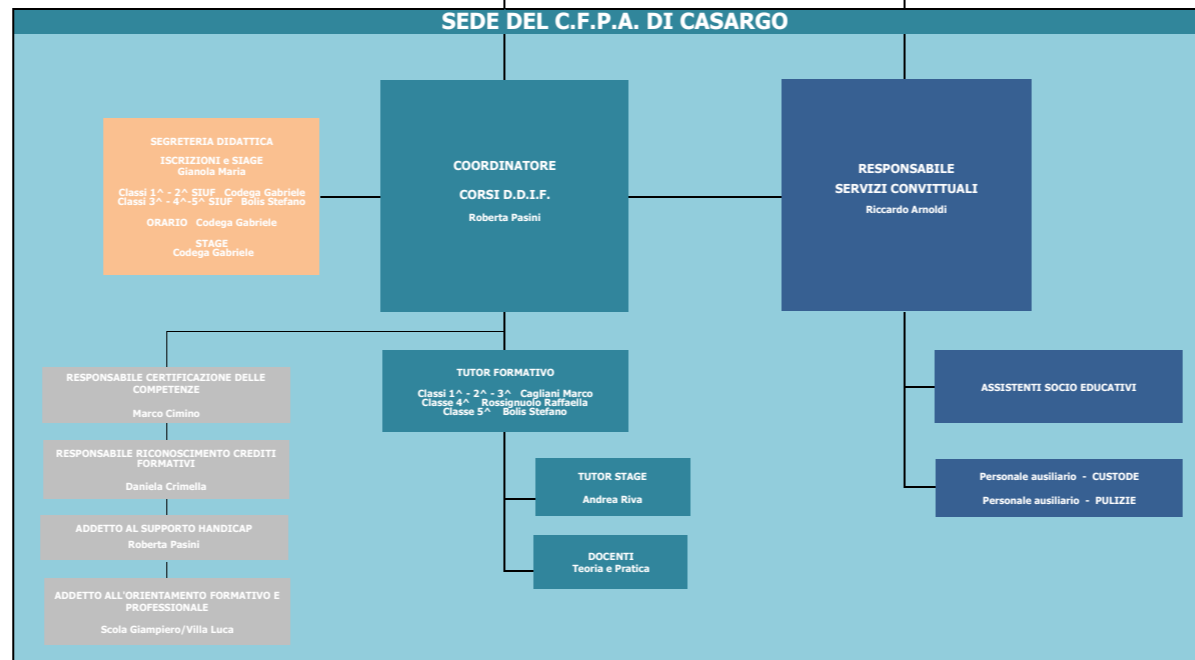 SEDE DEL C.F.P.A. DI CASARGO
SEGRETERIA DIDATTICA
ISCRIZIONI e SIAGE
Gianola Maria
Classi 1^ - 2^ SIUF Codega Gabriele
Classi 3^ - 4^-5^ SIUF Bolis Stefano
ORARIO Codega Gabriele
STAGE
Codega Gabriele
COORDINATORE
CORSI D.D.I.F.
Roberta Pasini
RESPONSABILE
SERVIZI CONVITTUALI
Riccardo Arnoldi
RESPONSABILE CERTIFICAZIONE DELLE
COMPETENZE
Marco Cimino
RESPONSABILE RICONOSCIMENTO CREDITI
FORMATIVI
Daniela Crimella
ADDETTO AL SUPPORTO HANDICAP
Roberta Pasini
ADDETTO ALL'ORIENTAMENTO FORMATIVO E
PROFESSIONALE
Scola Giampiero/Villa Luca
TUTOR FORMATIVO
Classi 1^ - 2^ - 3^ Cagliani Marco
Classe 4^ Rossignuolo Raffaella
Classe 5^ Bolis Stefano
TUTOR STAGE
Andrea Riva
DOCENTI
Teoria e Pratica
ASSISTENTI SOCIO EDUCATIVI
Personale ausiliario - CUSTODE
Personale ausiliario - PULIZIE